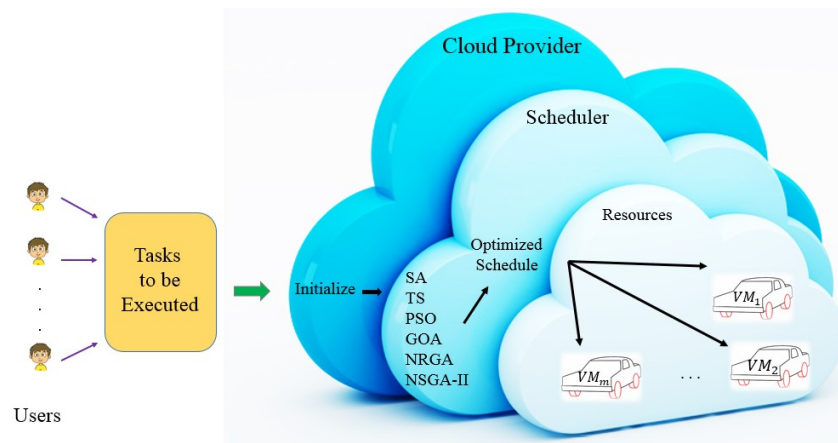 Cloud Provider
Scheduler
Resources
Tasks
to be
Executed
Optimized
Schedule
Initialize
SA
TS
PSO
GOA
NRGA
NSGA-II
VM₁
VMₘ
. . .
VM₂
.
.
.
Users